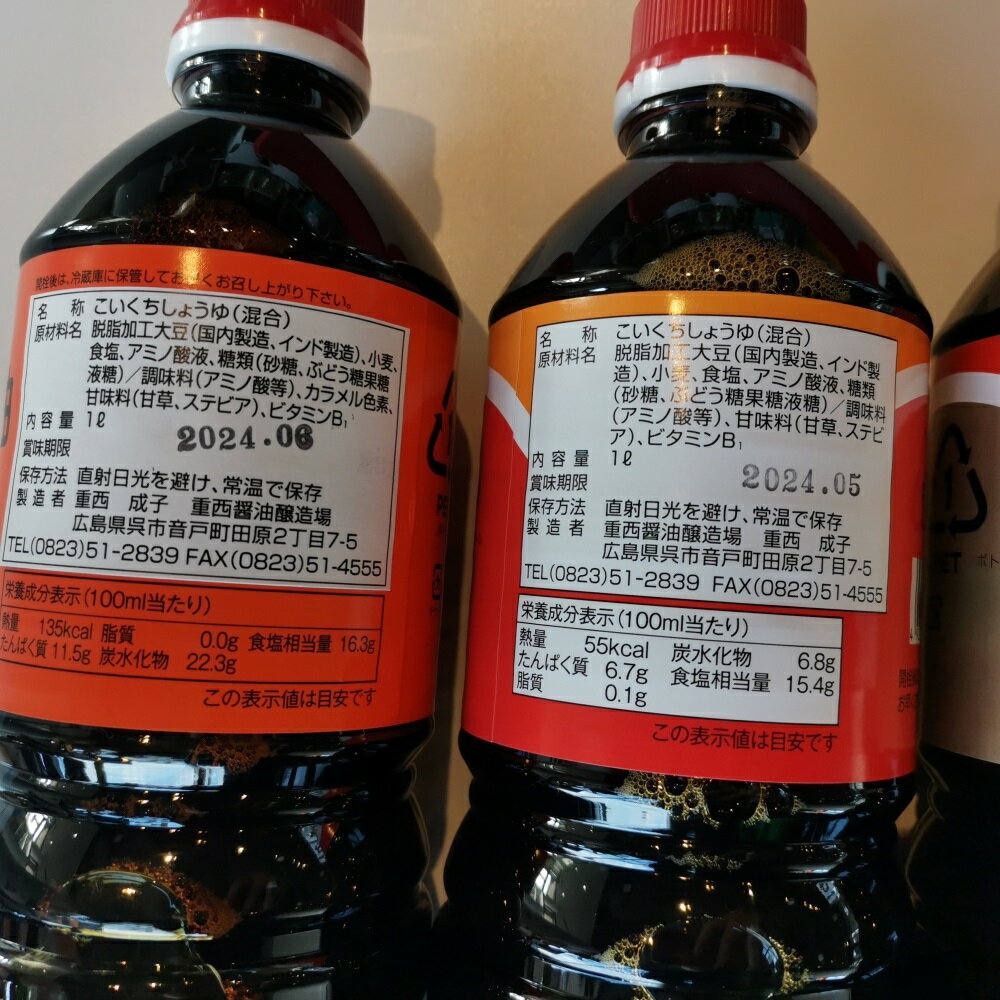 開栓後は、冷蔵庫に保管してお早くお召し上がり下さい。
名 称 こいくちしょうゆ(混合)
原材料名 脱脂加工大豆(国内製造、インド製造)、小麦、
食塩、アミノ酸液、糖類(砂糖、ぶどう糖果糖
液糖)/調味料(アミノ酸等)、カラメル色素、
甘味料(甘草、ステビア)、ビタミンB₁
内容量 1ℓ
賞味期限 2024.06
保存方法 直射日光を避け、常温で保存
製造者 重西 成子 重西醤油醸造場
広島県呉市音戸町田原2丁目7-5
TEL(0823)51-2839 FAX(0823)51-4555
栄養成分表示(100ml当たり)
熱量 135kcal 脂質 0.0g 食塩相当量 16.3g
たんぱく質 11.5g 炭水化物 22.3g
この表示値は目安です
名 称 こいくちしょうゆ(混合)
原材料名 脱脂加工大豆(国内製造、インド製
造)、小麦、食塩、アミノ酸液、糖類
(砂糖、ぶどう糖果糖液糖)/調味料
(アミノ酸等)、甘味料(甘草、ステビ
ア)、ビタミンB₁
内容量 1ℓ
賞味期限 2024.05
保存方法 直射日光を避け、常温で保存
製造者 重西醤油醸造場 重西 成子
広島県呉市音戸町田原2丁目7-5
TEL(0823)51-2839 FAX(0823)51-4555
栄養成分表示(100ml当たり)
熱量 55kcal 炭水化物 6.8g
たんぱく質 6.7g 食塩相当量 15.4g
脂質 0.1g
この表示値は目安です